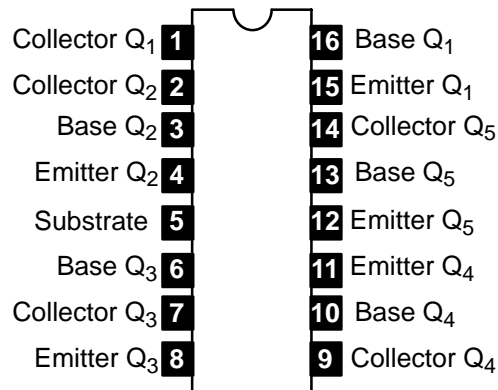 Collector Q1 1 16 Base Q1
Collector Q2 2 15 Emitter Q1
Base Q2 3 14 Collector Q5
Emitter Q2 4 13 Base Q5
Substrate 5 12 Emitter Q5
Base Q3 6 11 Emitter Q4
Collector Q3 7 10 Base Q4
Emitter Q3 8 9 Collector Q4